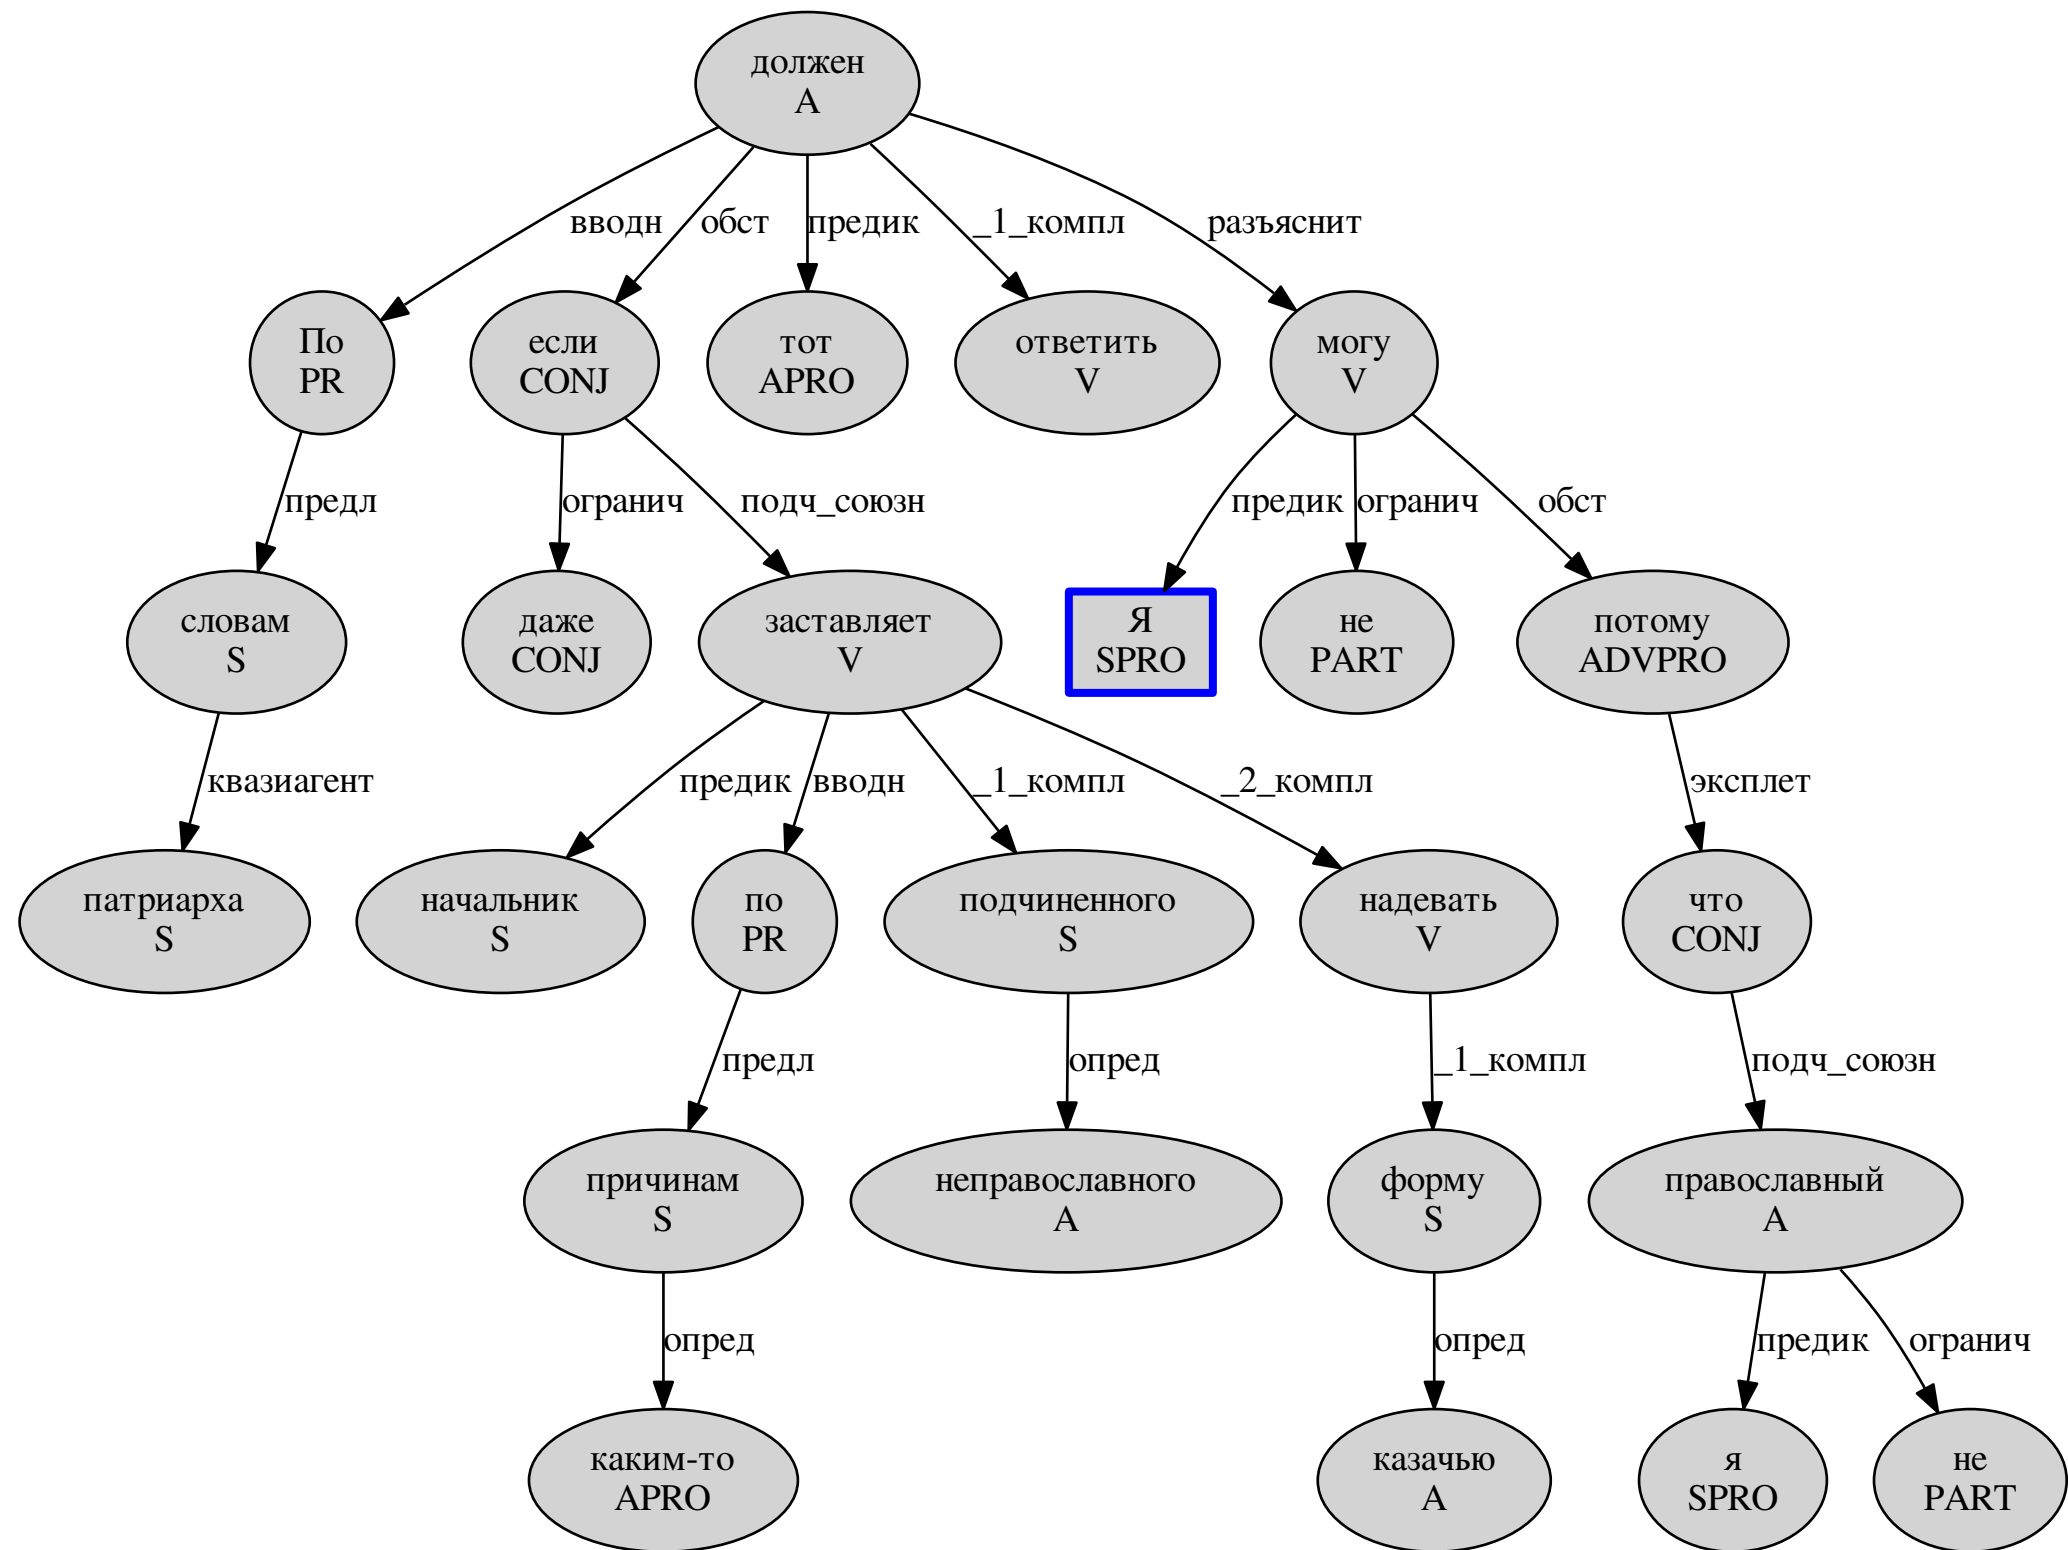 должен
A
вводн
обст
предик
_1_компл
разъяснит
По
PR
если
CONJ
тот
APRO
ответить
V
могу
V
предл
огранич
подч_союзн
предик
огранич
обст
словам
S
даже
CONJ
заставляет
V
Я
SPRO
не
PART
потому
ADVPRO
квазиагент
предик
вводн
_1_компл
_2_компл
эксплет
патриарха
S
начальник
S
по
PR
подчиненного
S
надевать
V
что
CONJ
предл
опред
_1_компл
подч_союзн
причинам
S
неправославного
A
форму
S
православный
A
опред
опред
предик
огранич
каким-то
APRO
казачью
A
я
SPRO
не
PART